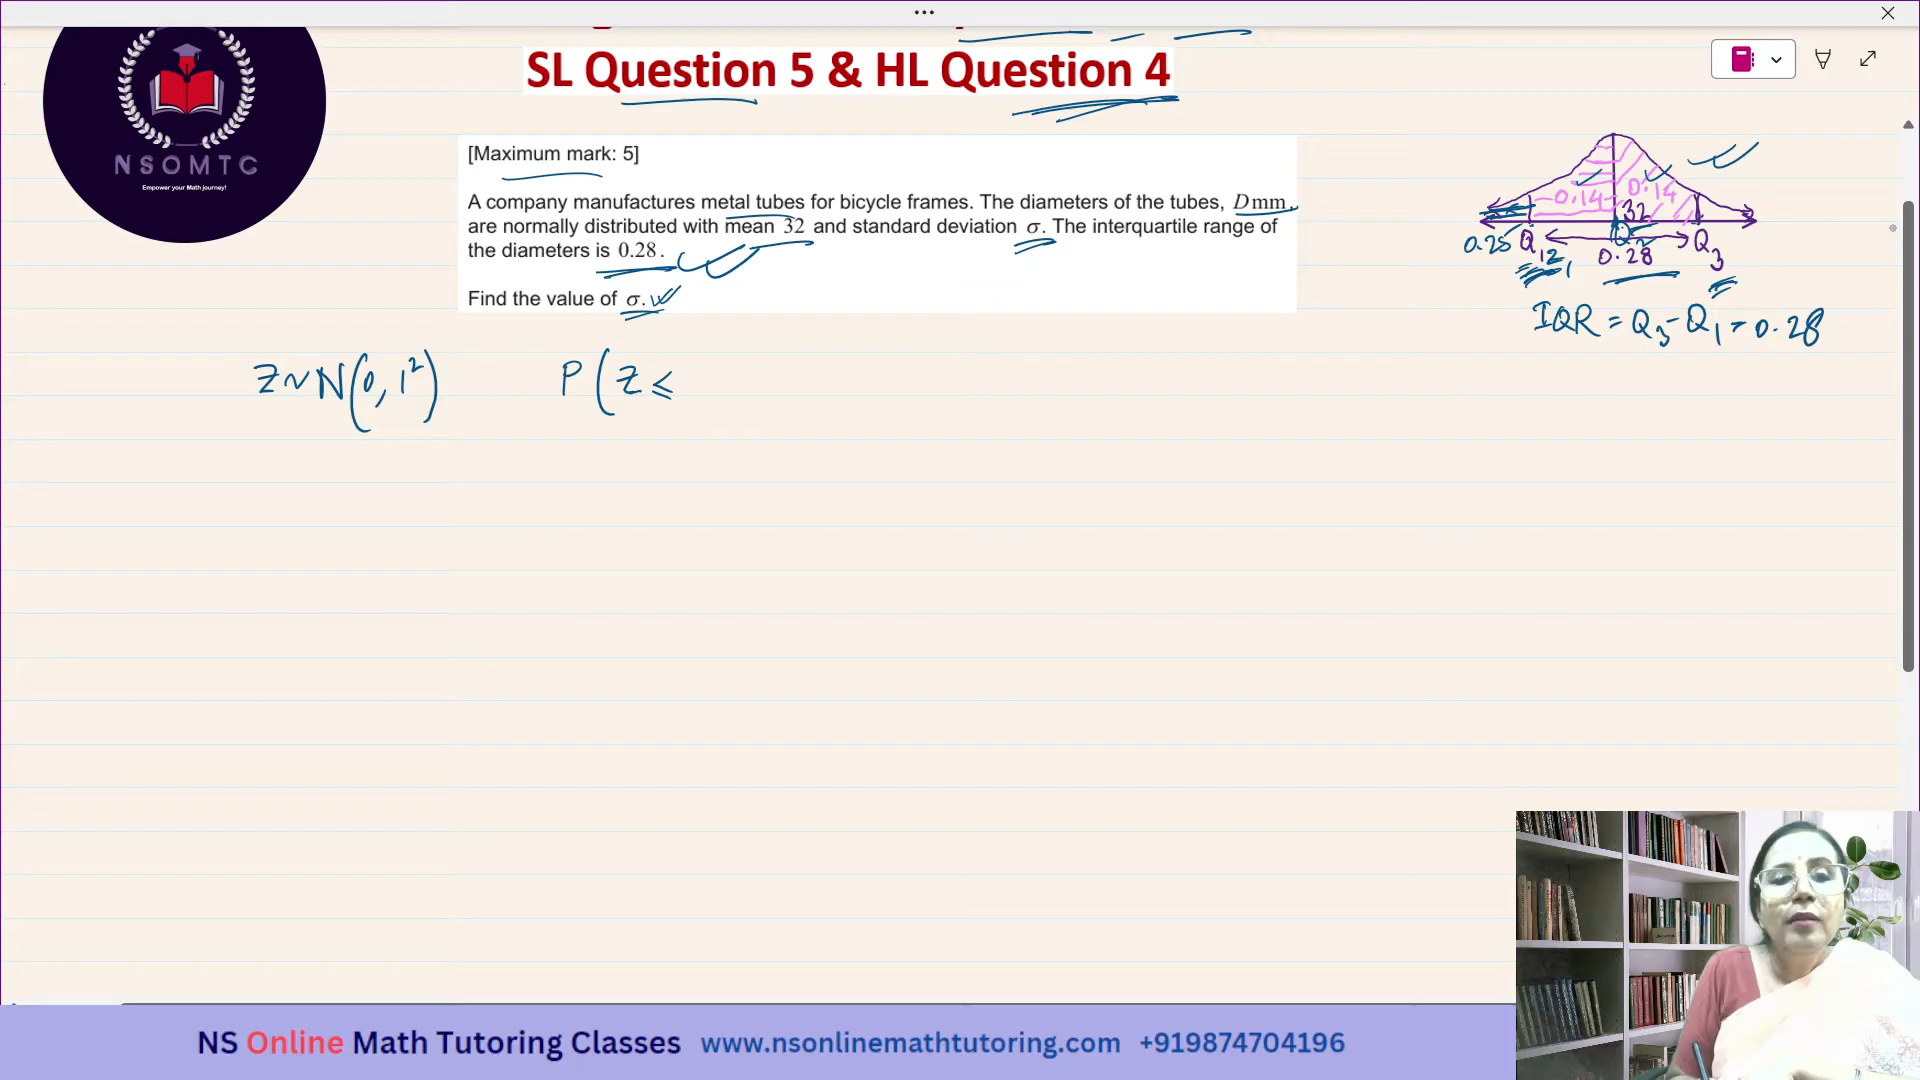 ...
SL Question 5 & HL Question 4
NSOMTC
Empower your Math journey!
[Maximum mark: 5]
A company manufactures metal tubes for bicycle frames. The diameters of the tubes, D mm,
are normally distributed with mean 32 and standard deviation σ. The interquartile range of
the diameters is 0.28.
Find the value of σ.
0.14 0.14
32
0.25 Q₁ Q₂ Q₃
0.28
IQR = Q₃ - Q₁ = 0.28
Z ~ N(0, 1²) P(Z ≤
NS Online Math Tutoring Classes www.nsonlinemathtutoring.com +919874704196